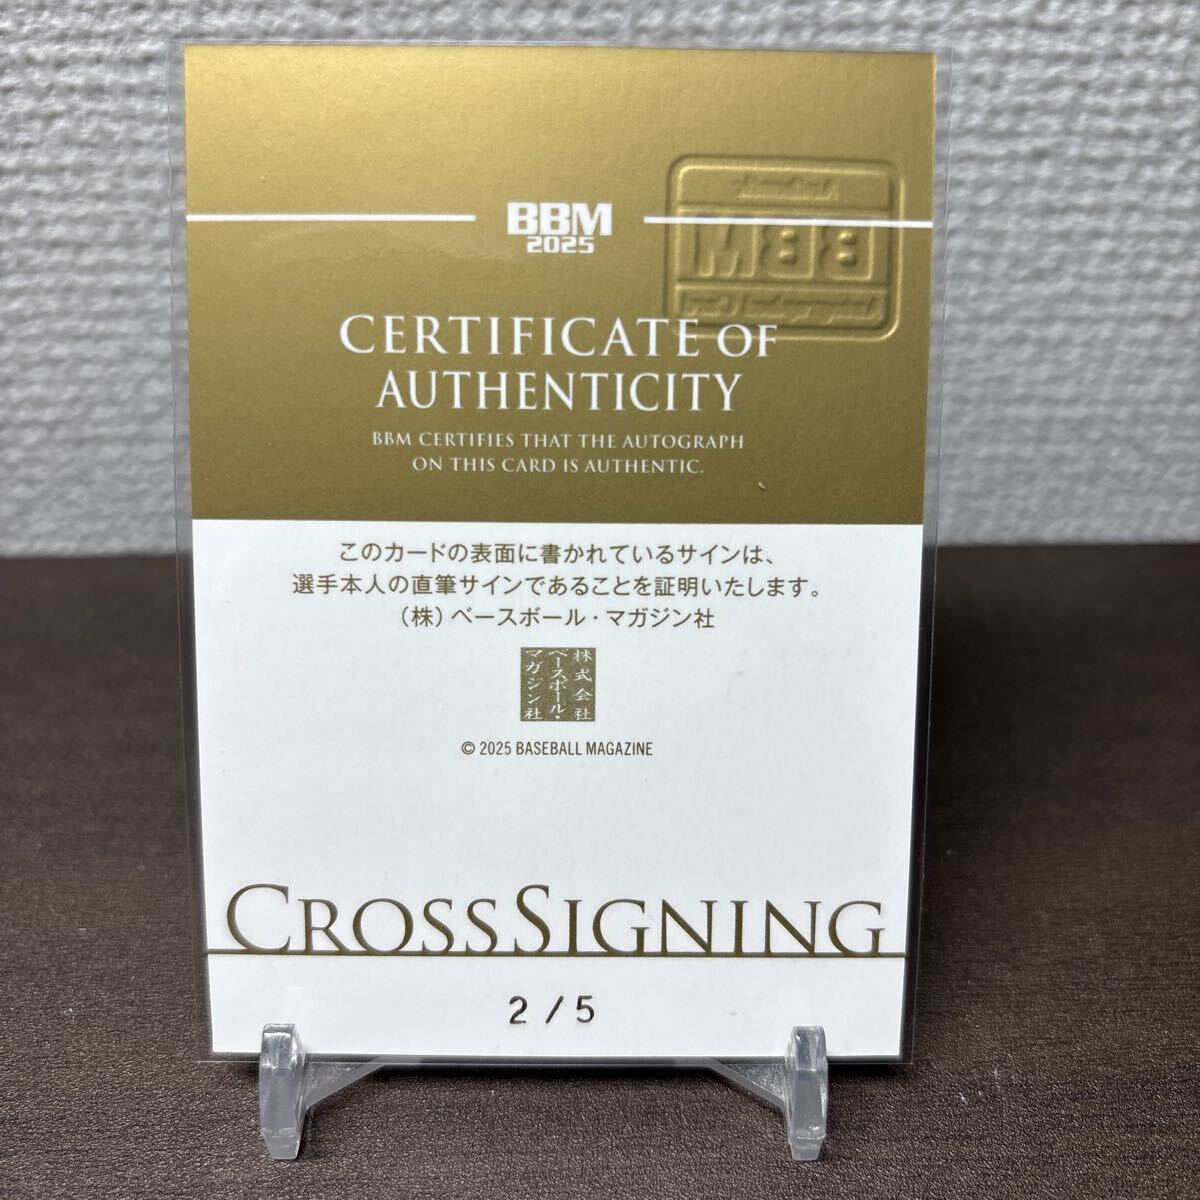 BBM
2025
CERTIFICATE OF
AUTHENTICITY
BBM CERTIFIES THAT THE AUTOGRAPH
ON THIS CARD IS AUTHENTIC.
このカードの表面に書かれているサインは、
選手本人の直筆サインであることを証明いたします。
（株）ベースボール・マガジン社
株式会社
ベースボール・
マガジン社
© 2025 BASEBALL MAGAZINE
CROSSSIGNING
2/5
BBM